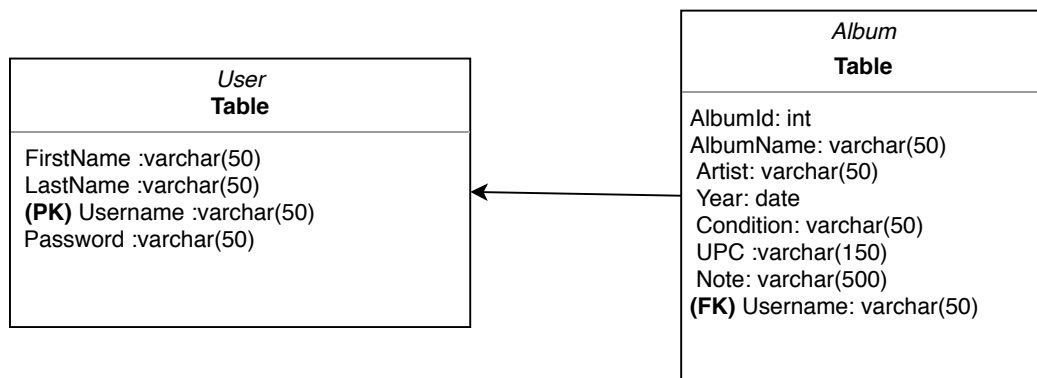 User
Table
FirstName :varchar(50)
LastName :varchar(50)
(PK) Username :varchar(50)
Password :varchar(50)
Album
Table
AlbumId: int
AlbumName: varchar(50)
Artist: varchar(50)
Year: date
Condition: varchar(50)
UPC :varchar(150)
Note: varchar(500)
(FK) Username: varchar(50)